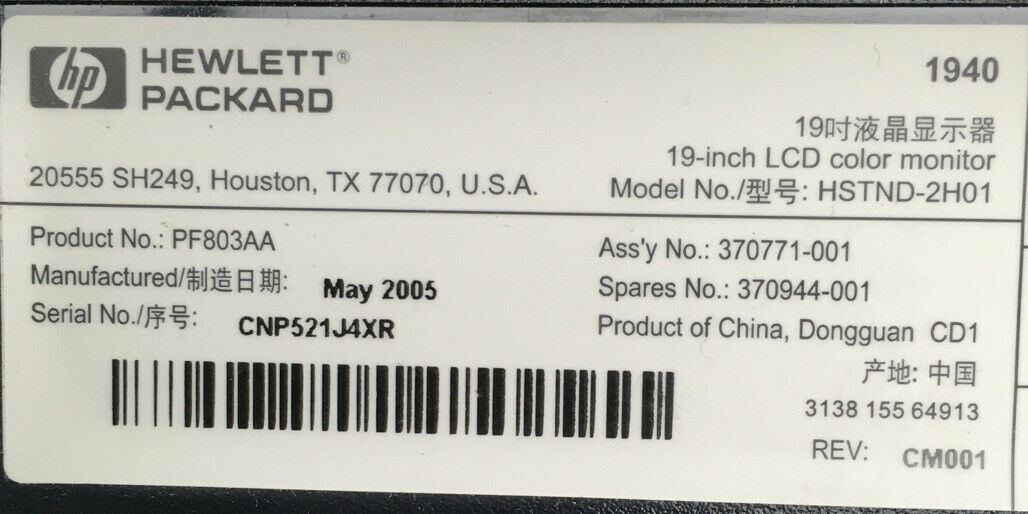 hp HEWLETT®
PACKARD
1940
19吋液晶显示器
19-inch LCD color monitor
20555 SH249, Houston, TX 77070, U.S.A.
Model No./型号: HSTND-2H01
Product No.: PF803AA
Manufactured/制造日期: May 2005
Serial No./序号: CNP521J4XR
Ass'y No.: 370771-001
Spares No.: 370944-001
Product of China, Dongguan CD1
产地: 中国
3138 155 64913
REV: CM001